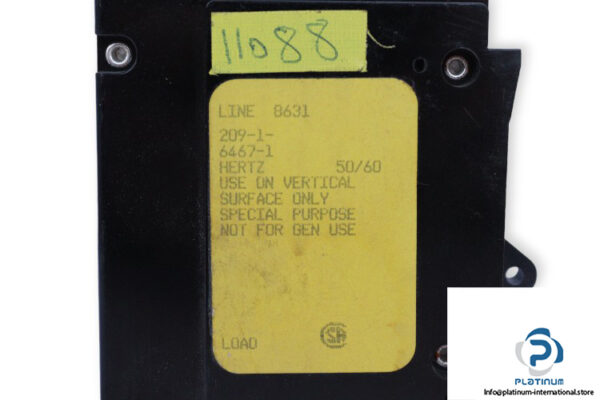 11088
LINE 8631
209-1-
6467-1
HERTZ 50/60
USE ON VERTICAL
SURFACE ONLY
SPECIAL PURPOSE
NOT FOR GEN USE
LOAD
PLATINUM
Info@platinum-international.store